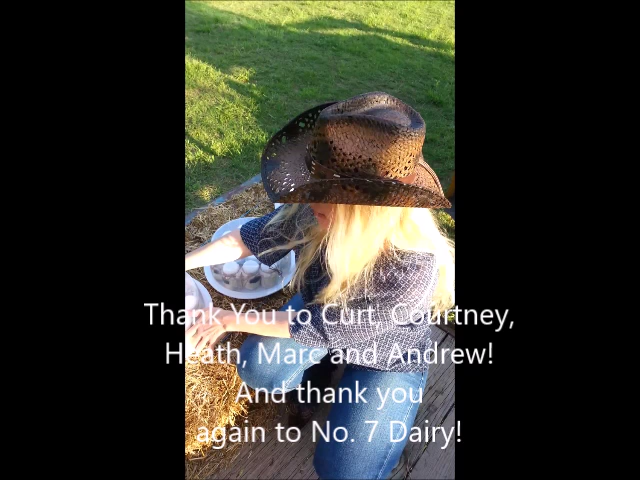 Thank You to Curt, Courtney,
Heath, Marc and Andrew!
And thank you
again to No. 7 Dairy!